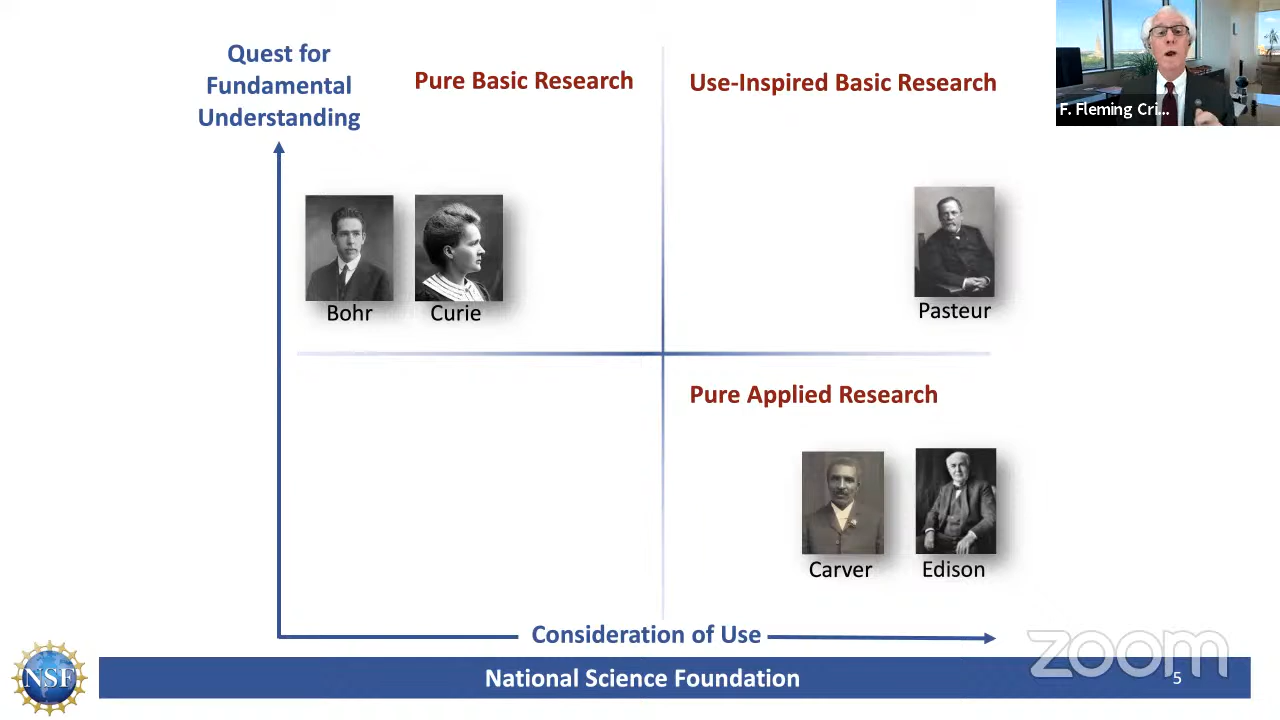 Quest for
Fundamental
Understanding
Pure Basic Research
Use-Inspired Basic Research
F. Fleming Cri...
Bohr
Curie
Pasteur
Pure Applied Research
Carver
Edison
Consideration of Use
zoom
NSF
National Science Foundation
5